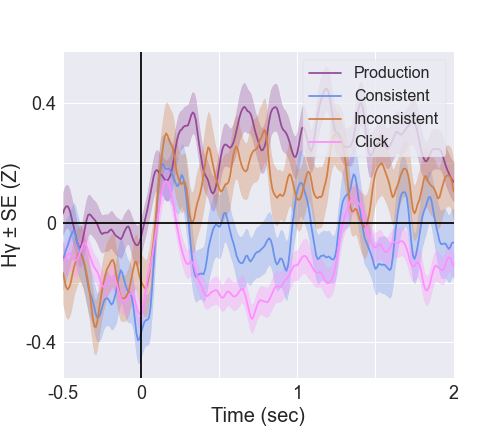 Production
Consistent
Inconsistent
Click
0.4
0
-0.4
Hγ ± SE (Z)
-0.5
0
1
2
Time (sec)